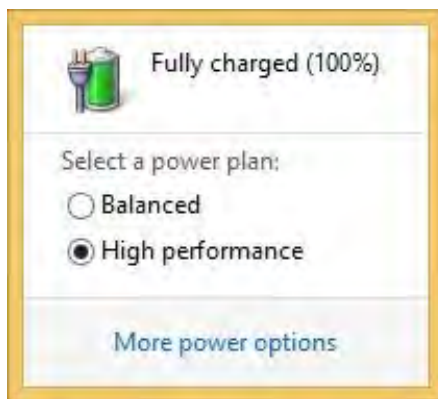 Fully charged (100%)
Select a power plan:
Balanced
High performance
More power options